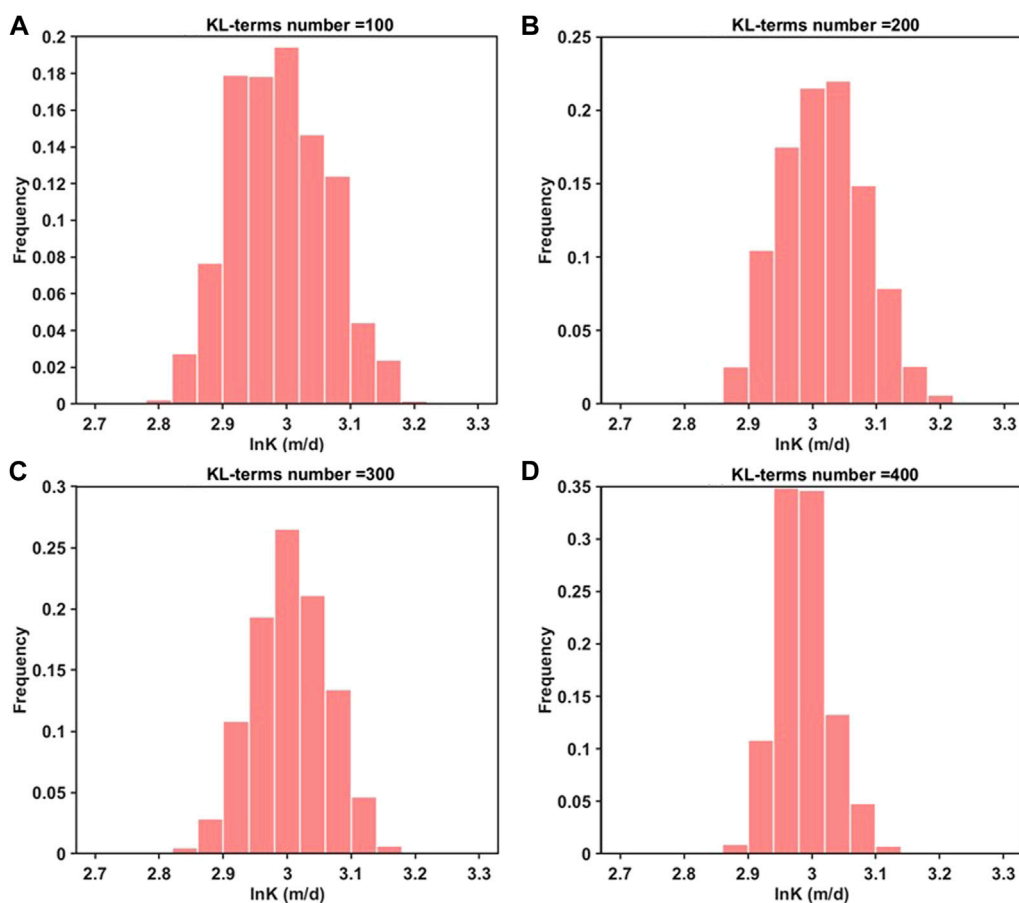 A
KL-terms number =100
0.2
0.18
0.16
0.14
0.12
0.1
0.08
0.06
0.04
0.02
0
Frequency
2.7 2.8 2.9 3 3.1 3.2 3.3
lnK (m/d)
B
KL-terms number =200
0.25
0.2
0.15
0.1
0.05
0
Frequency
2.7 2.8 2.9 3 3.1 3.2 3.3
lnK (m/d)
C
KL-terms number =300
0.3
0.25
0.2
0.15
0.1
0.05
0
Frequency
2.7 2.8 2.9 3 3.1 3.2 3.3
lnK (m/d)
D
KL-terms number =400
0.35
0.3
0.25
0.2
0.15
0.1
0.05
0
Frequency
2.7 2.8 2.9 3 3.1 3.2 3.3
lnK (m/d)